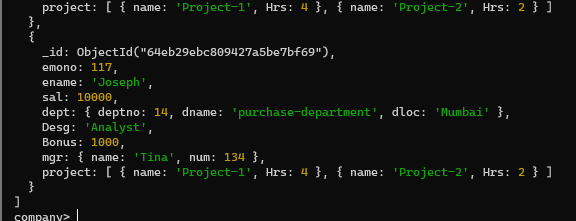 project: [ { name: 'Project-1', Hrs: 4 }, { name: 'Project-2', Hrs: 2 } ]
},
{
_id: ObjectId("64eb29ebc809427a5be7bf69"),
emono: 117,
ename: 'Joseph',
sal: 10000,
dept: { deptno: 14, dname: 'purchase-department', dloc: 'Mumbai' },
Desg: 'Analyst',
Bonus: 1000,
mgr: { name: 'Tina', num: 134 },
project: [ { name: 'Project-1', Hrs: 4 }, { name: 'Project-2', Hrs: 2 } ]
}
]
company>